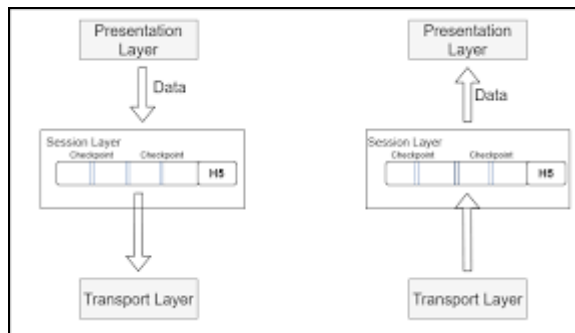 Presentation
Layer
Data
Session Layer
Checkpoint Checkpoint
H5
Transport Layer
Presentation
Layer
Data
Session Layer
Checkpoint Checkpoint
H5
Transport Layer